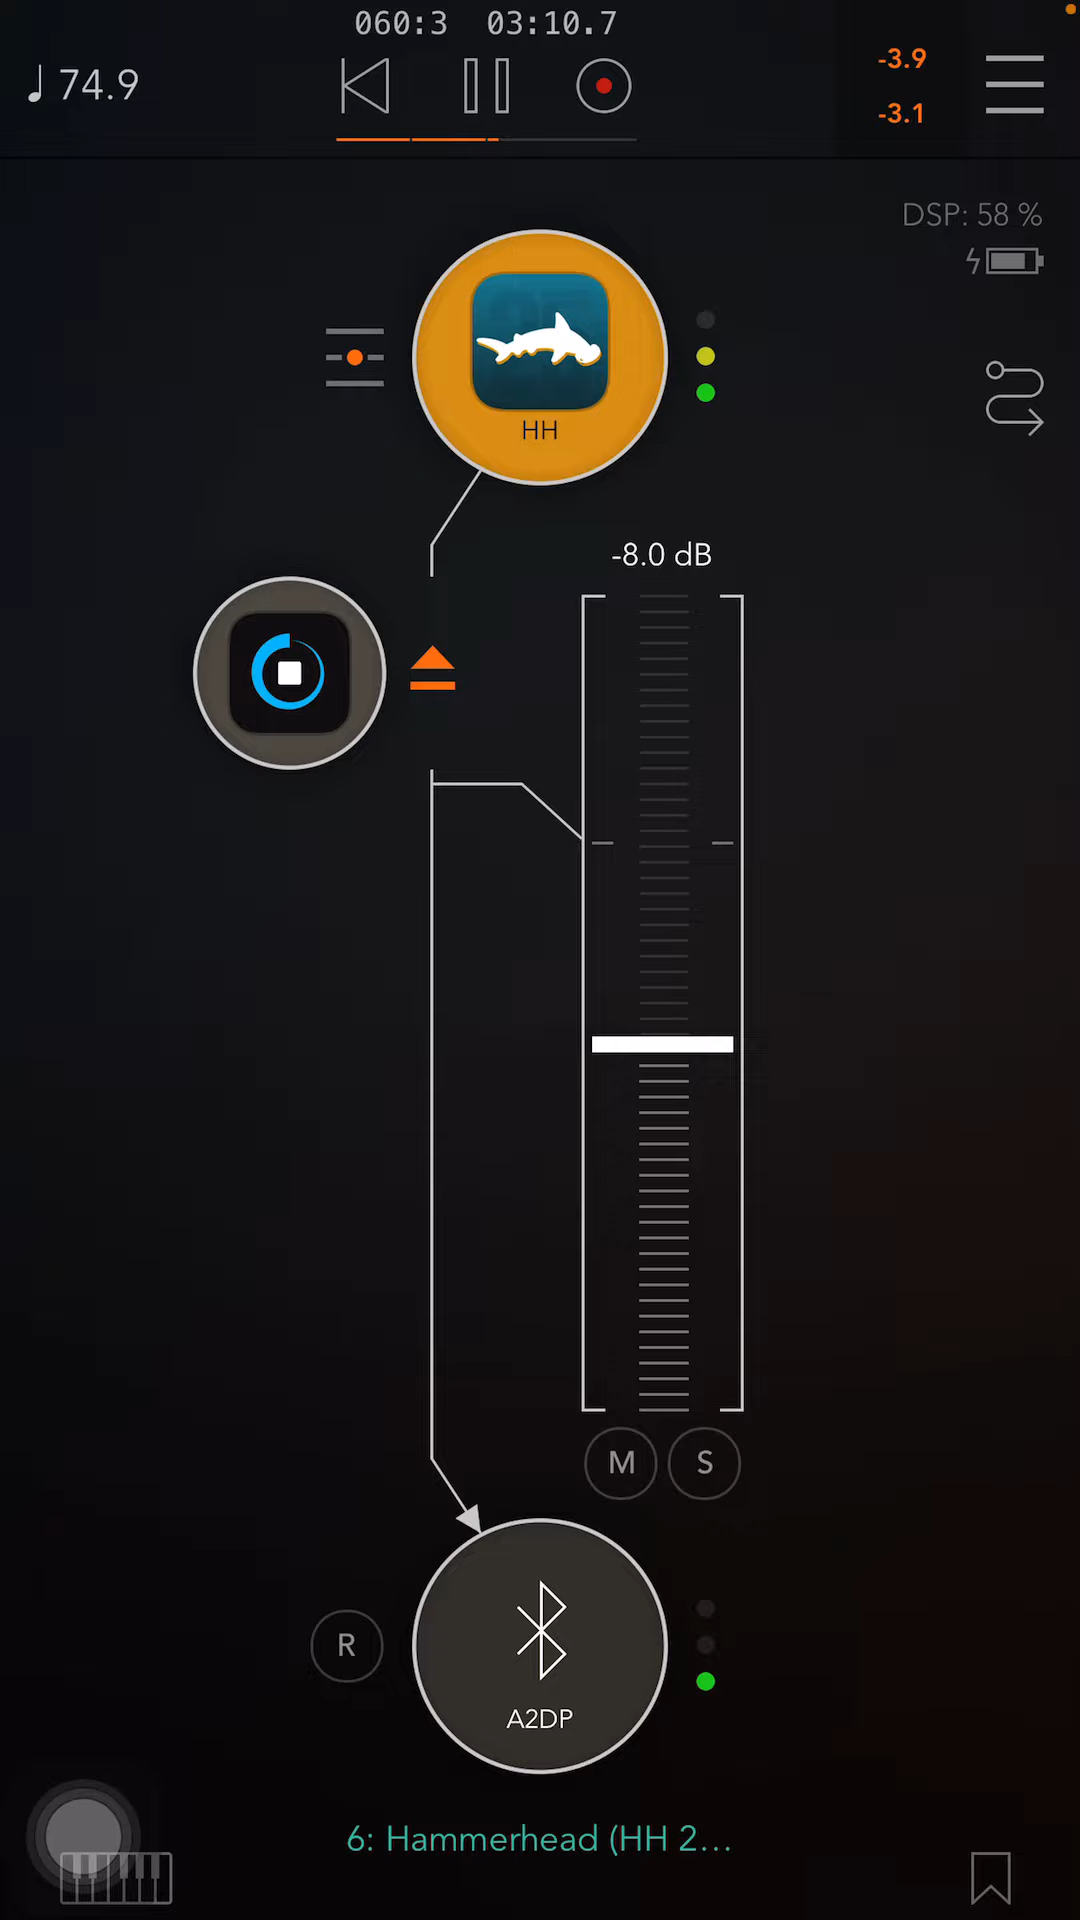 060:3 03:10.7
♩ 74.9
-3.9
-3.1
DSP: 58 %
HH
-8.0 dB
M S
R
A2DP
6: Hammerhead (HH 2...